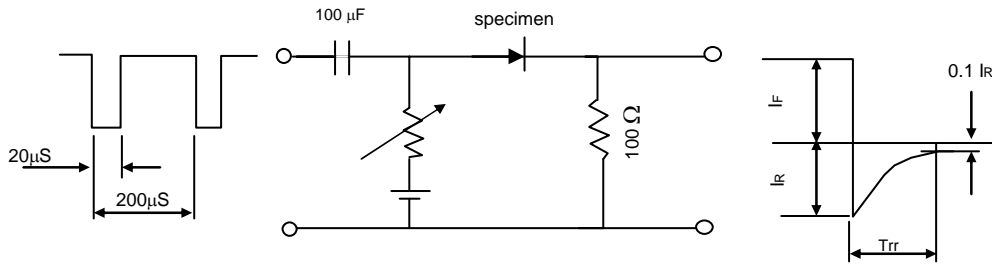 100 µF
specimen
20µS
200µS
100 Ω
IF
IR
0.1 IR
Trr